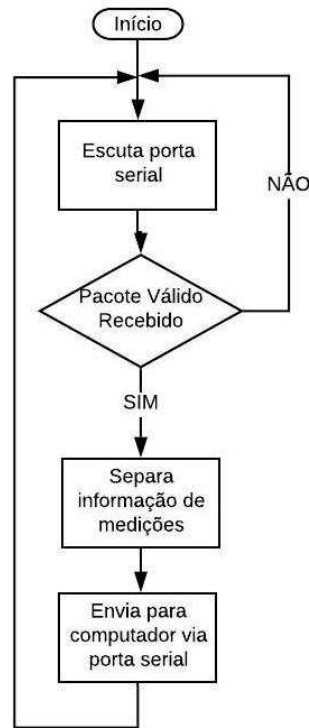 Início
Escuta porta
serial
NÃO
Pacote Válido
Recebido
SIM
Separa
informação de
medições
Envia para
computador via
porta serial